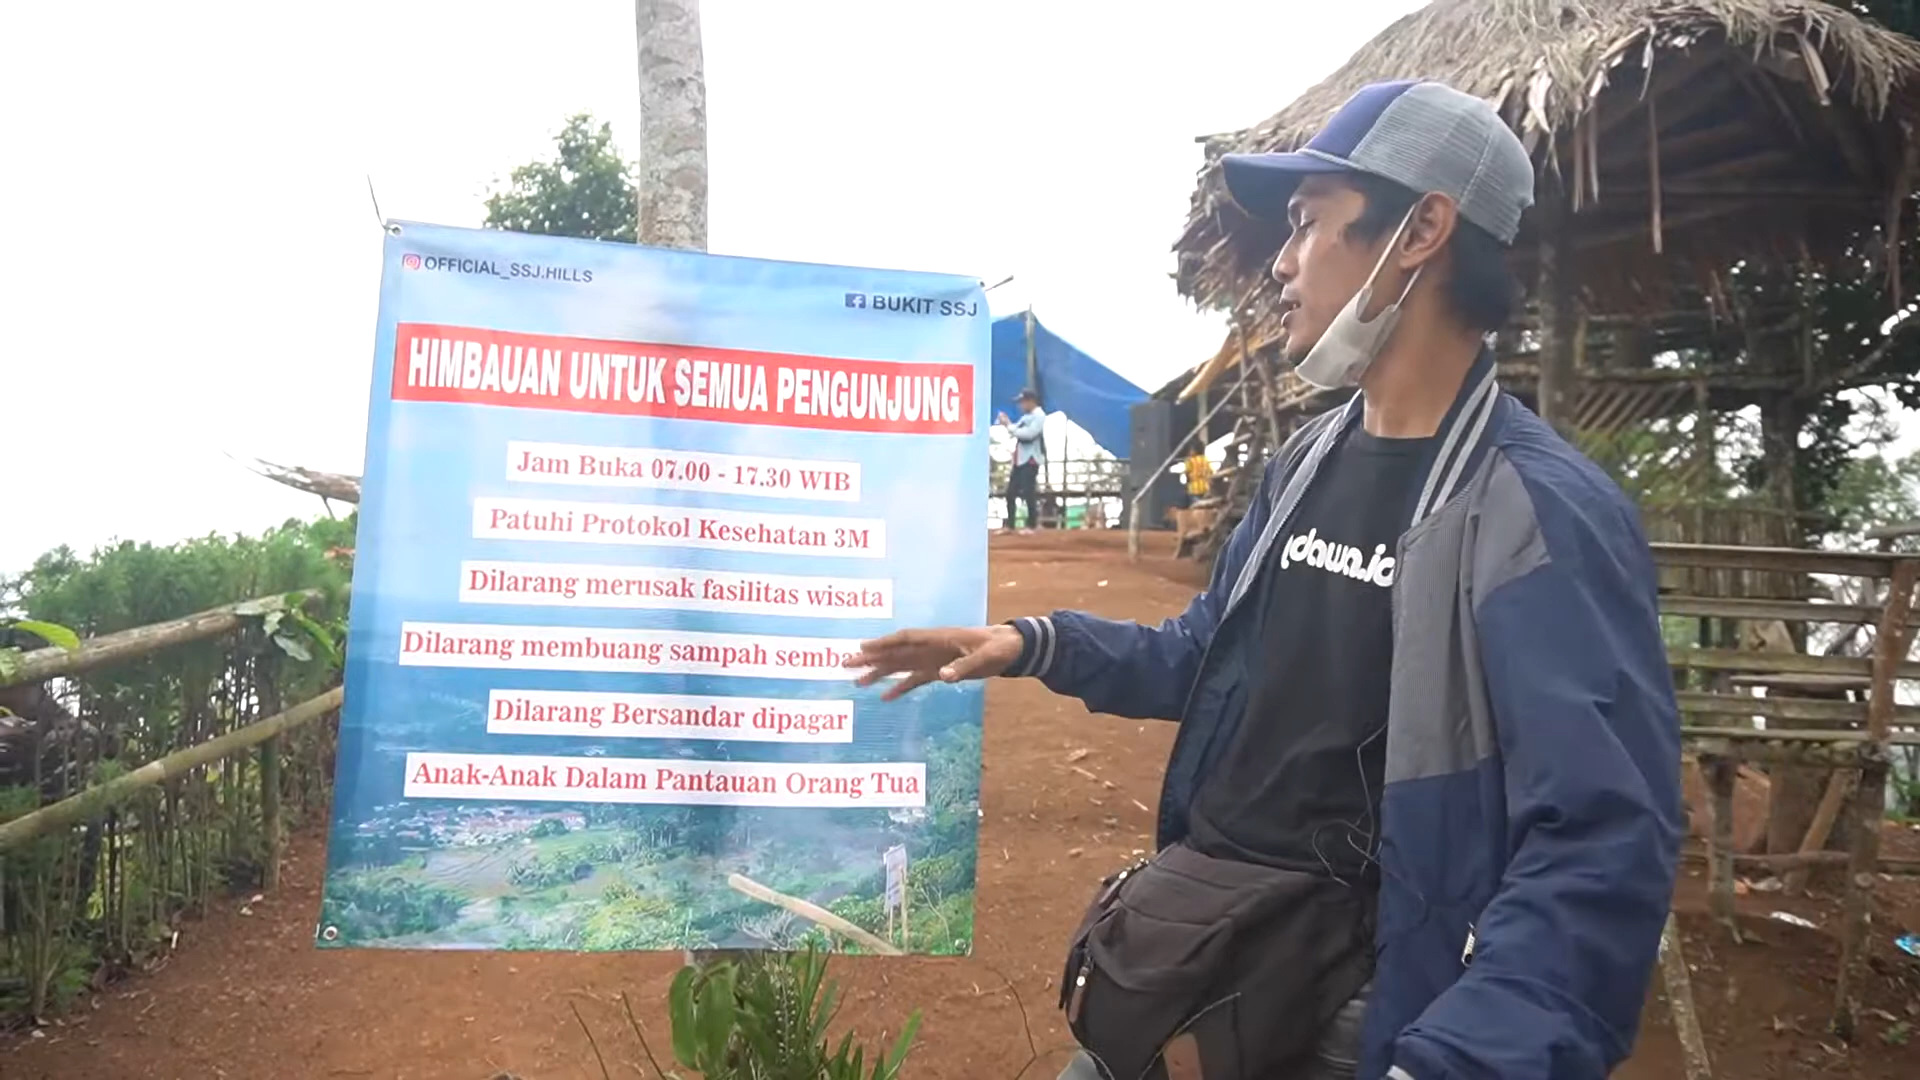 OFFICIAL_SSJ.HILLS
BUKIT SSJ
HIMBAUAN UNTUK SEMUA PENGUNJUNG
Jam Buka 07.00 - 17.30 WIB
Patuhi Protokol Kesehatan 3M
Dilarang merusak fasilitas wisata
Dilarang membuang sampah
Dilarang Bersandar dipagar
Anak-Anak Dalam Pantauan Orang Tua